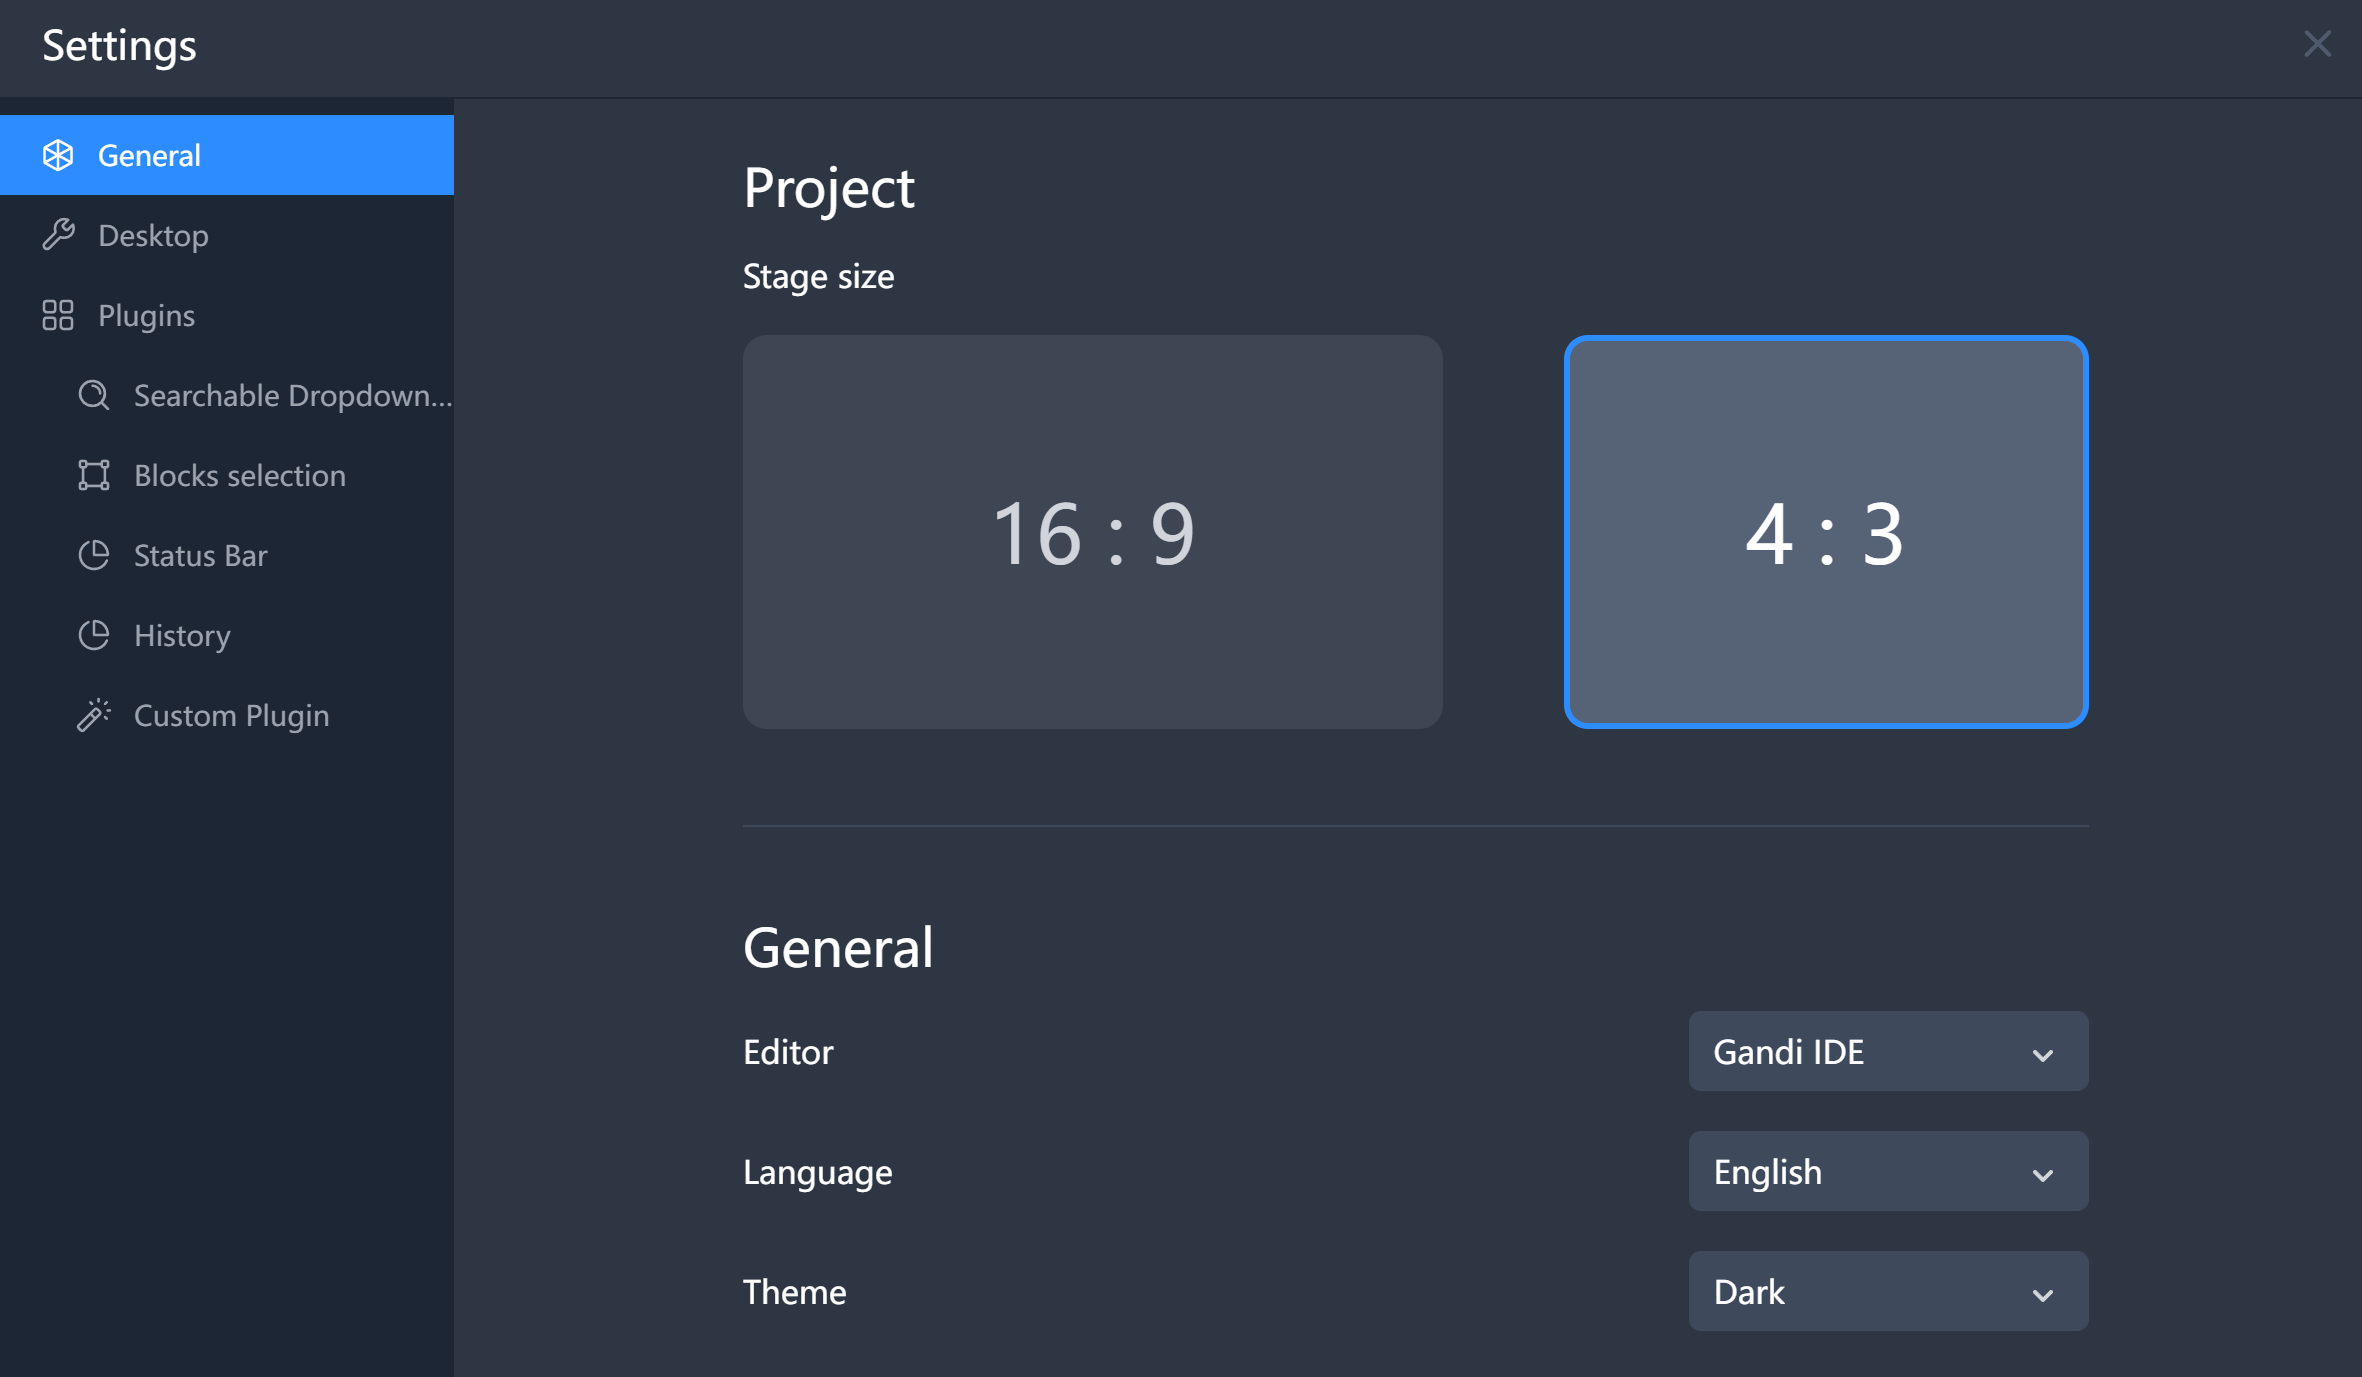 Settings
General
Desktop
Plugins
Searchable Dropdown...
Blocks selection
Status Bar
History
Custom Plugin
Project
Stage size
16 : 9
4 : 3
General
Editor
Gandi IDE
Language
English
Theme
Dark